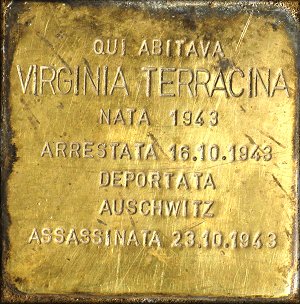 QUI ABITAVA
VIRGINIA TERRACINA
NATA 1943
ARRESTATA 16.10.1943
DEPORTATA
AUSCHWITZ
ASSASSINATA 23.10.1943